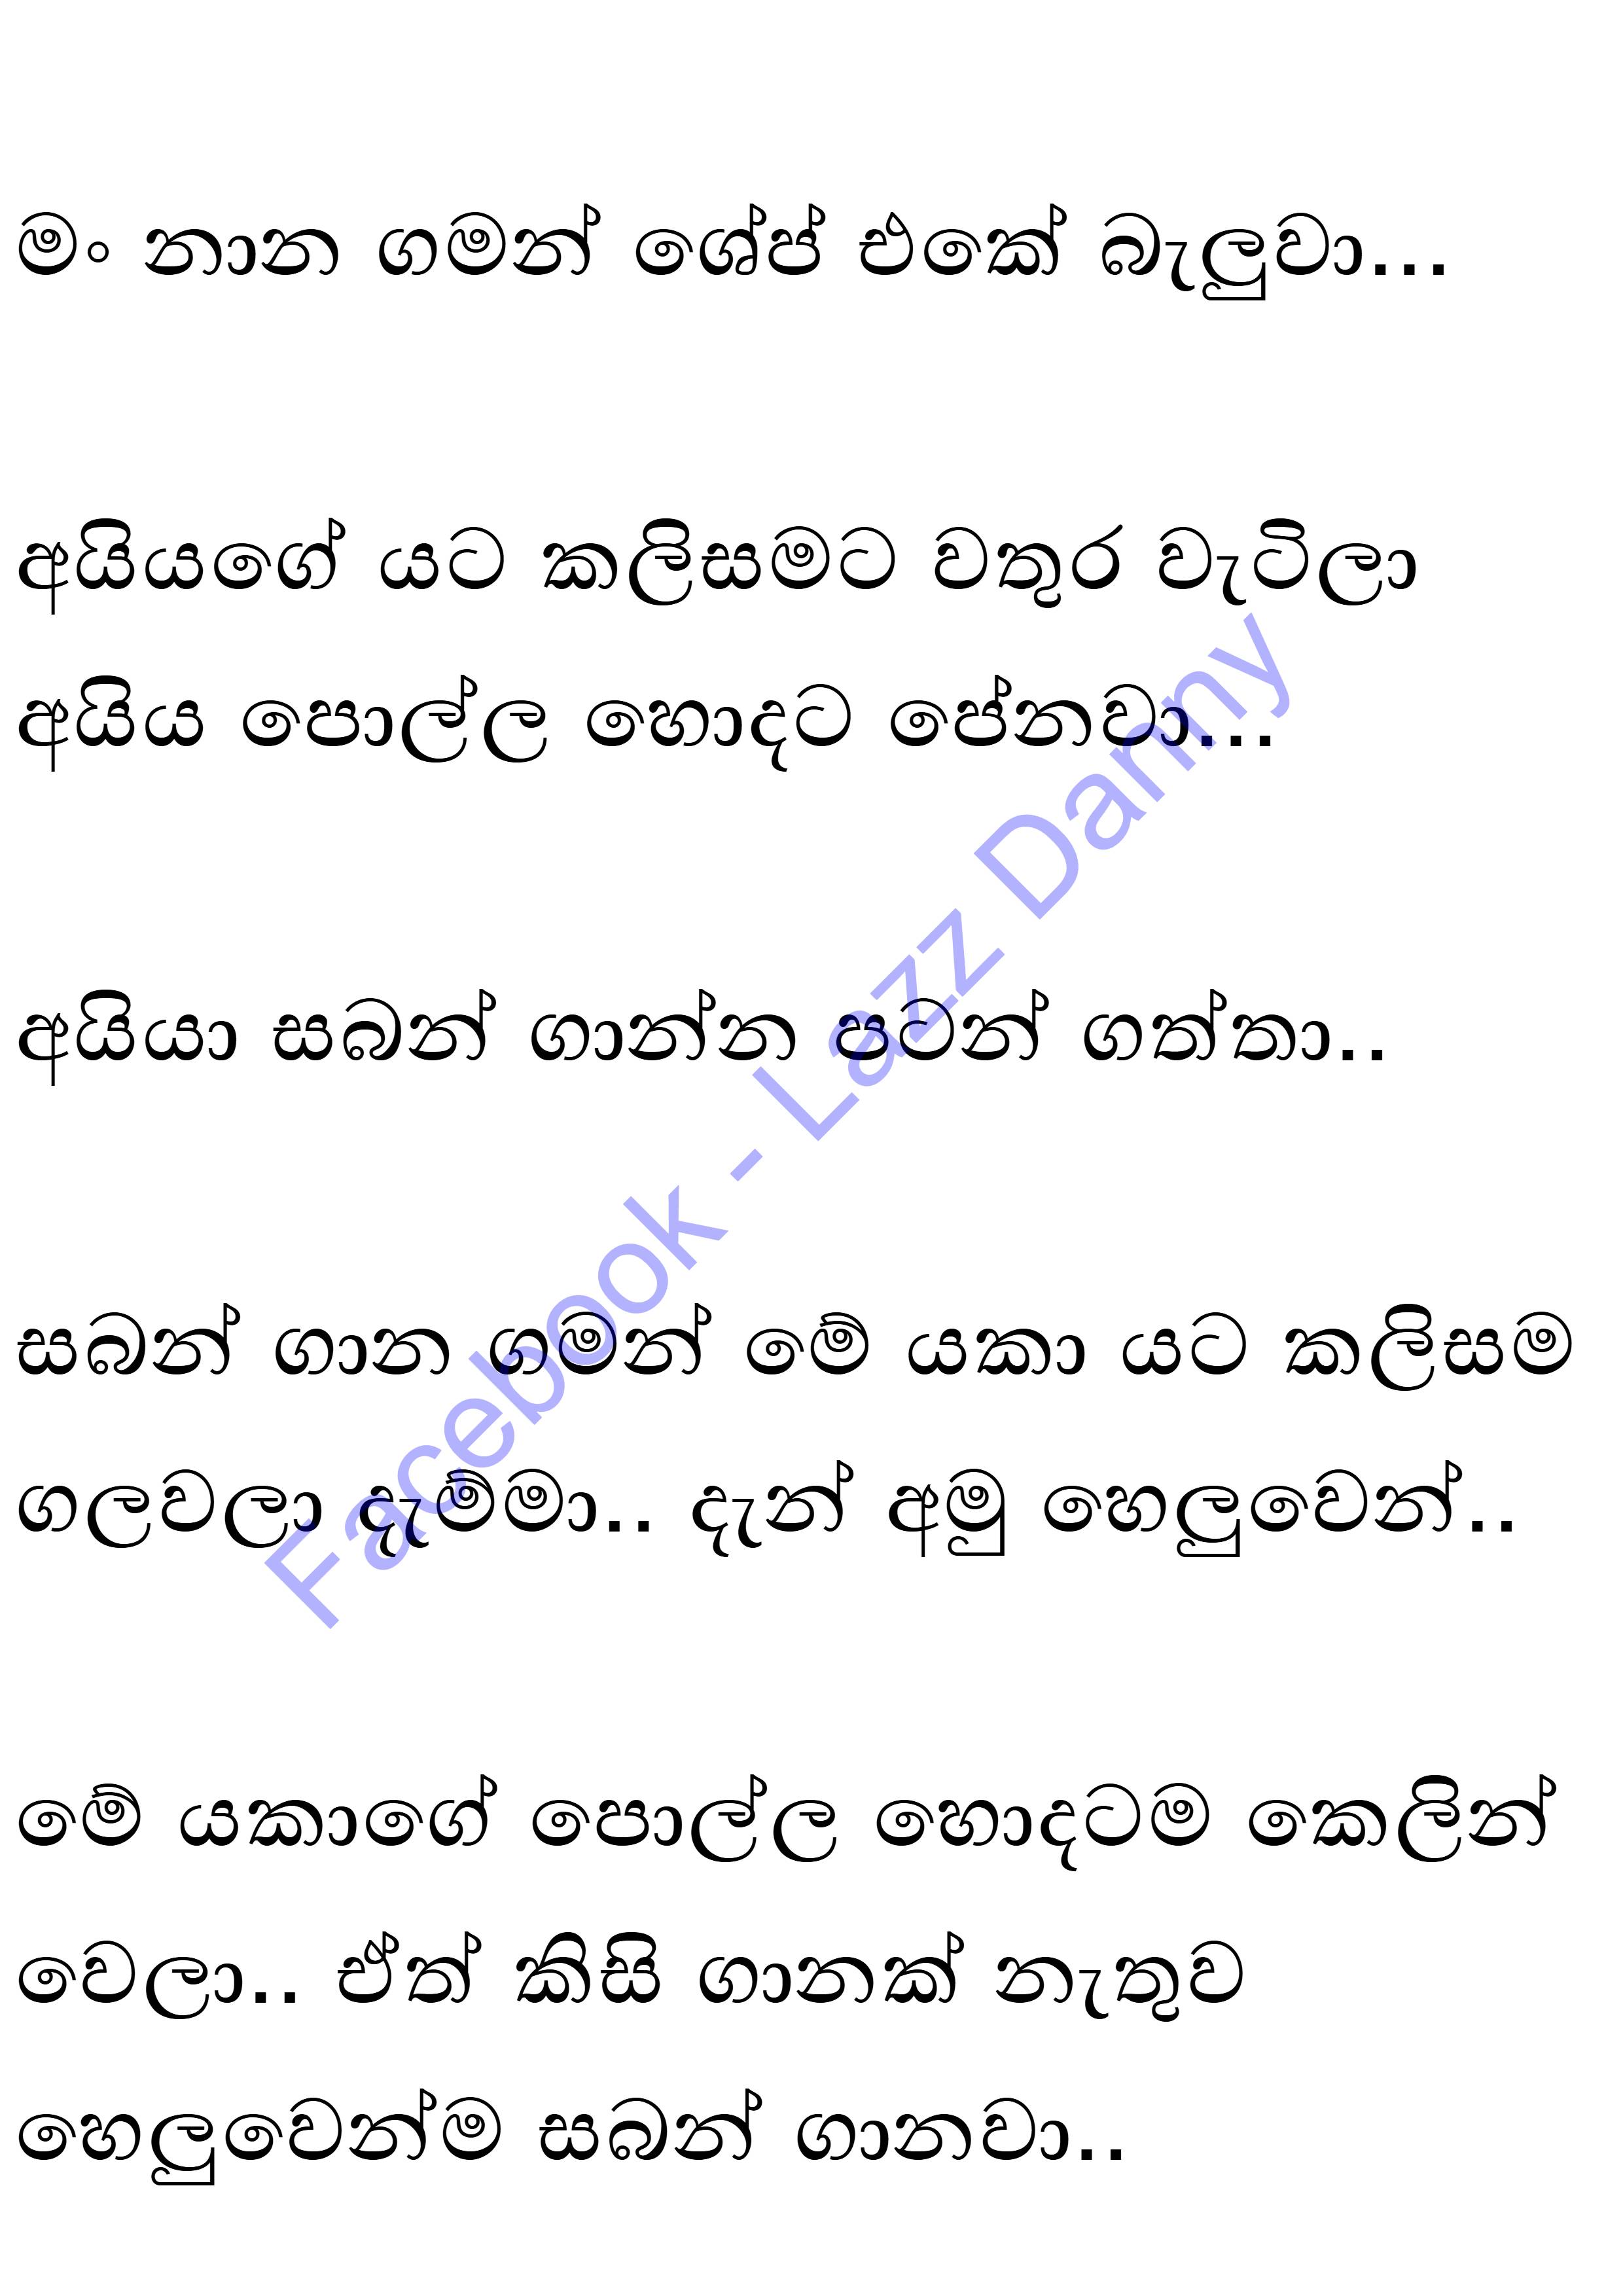 මං නාන ගමන් ශේප් එකේ බැලුවා...
අයියගේ යට කලිසමට වතුර වැටිලා
අයිය පොල්ල හොදට පේනවා...
අයියා සබන් ගාන්න පටන් ගත්තා..
සබන් ගාන ගමන් මේ යකා යට කලිසම
ගලවලා දැම්මා.. දැන් අමු හෙලුවෙන්..
මේ යකාගේ පොල්ල හොදටම කෙලින්
වෙලා.. ඒත් කිසි ගානක් නැතුව
හෙලුවෙන්ම සබන් ගානවා..
Facebook - Lazz Danny